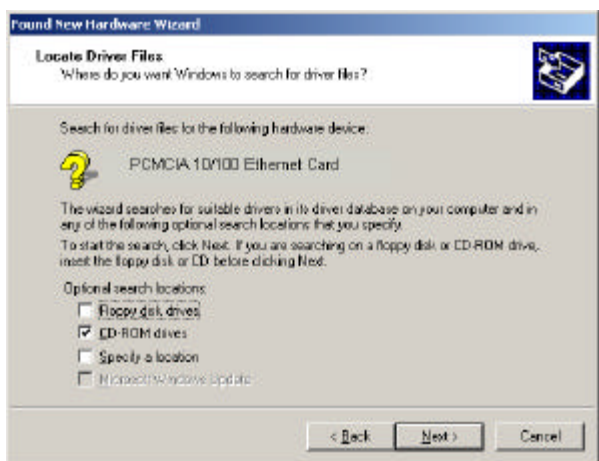 Found New Hardware Wizard
Locate Driver Files
Where do you want Windows to search for driver files?
Search for driver files for the following hardware device:
PCMCIA 10/100 Ethernet Card
The wizard searches for suitable drivers in its driver database on your computer and in
any of the following optional search locations that you specify.
To start the search, click Next. If you are searching on a floppy disk or CD-ROM drive,
insert the floppy disk or CD before clicking Next.
Optional search locations:
Floppy disk drives
CD-ROM drives
Specify a location
Microsoft Windows Update
< Back
Next >
Cancel